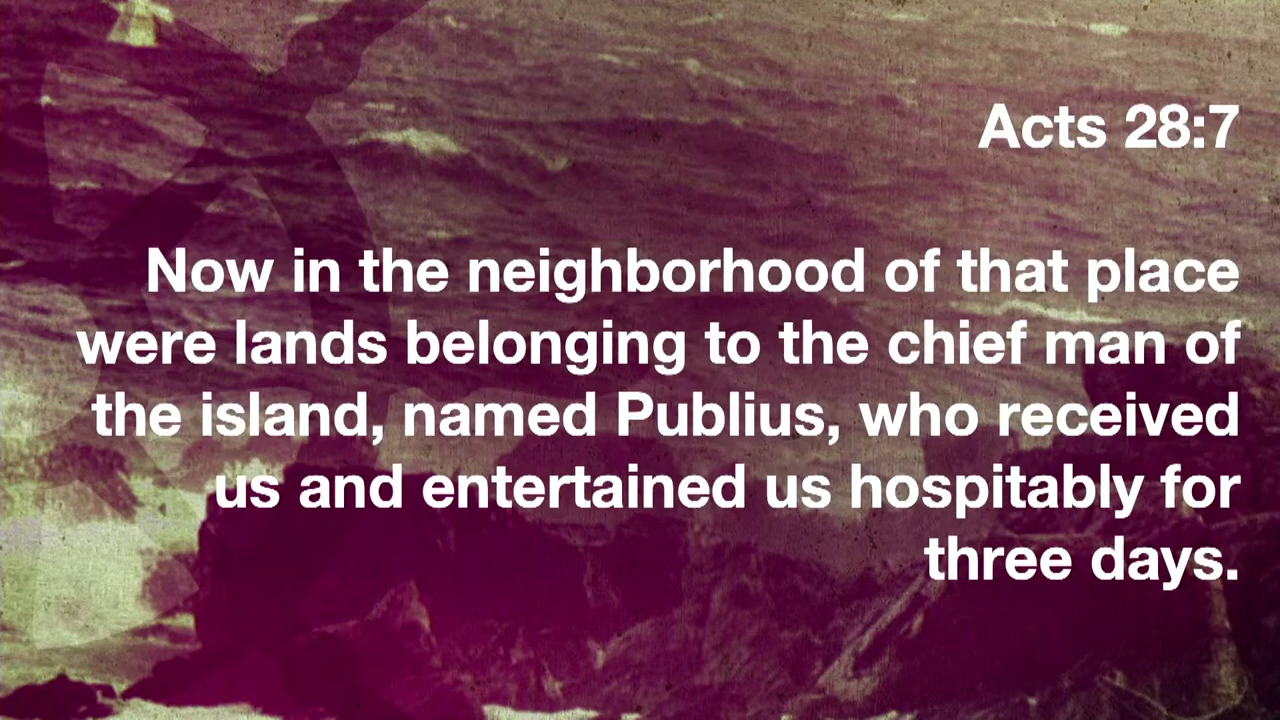 Acts 28:7
Now in the neighborhood of that place
were lands belonging to the chief man of
the island, named Publius, who received
us and entertained us hospitably for
three days.